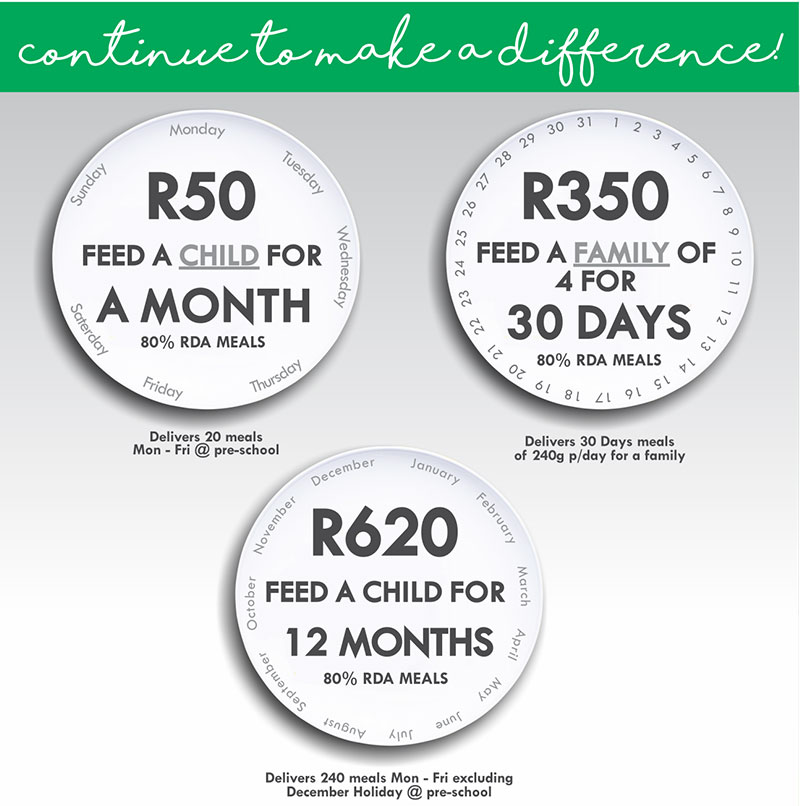 continue to make a difference!
Monday
Tuesday
Wednesday
Thursday
Friday
Saturday
Sunday
R50
FEED A CHILD FOR
A MONTH
80% RDA MEALS
Delivers 20 meals
Mon - Fri @ pre-school
1 2 3 4 5 6 7 8 9 10 11 12 13 14 15 16 17 18 19 20 21 22 23 24 25 26 27 28 29 30 31
R350
FEED A FAMILY OF
4 FOR
30 DAYS
80% RDA MEALS
Delivers 30 Days meals
of 240g p/day for a family
January
February
March
April
May
June
July
August
September
October
November
December
R620
FEED A CHILD FOR
12 MONTHS
80% RDA MEALS
Delivers 240 meals Mon - Fri excluding
December Holiday @ pre-school